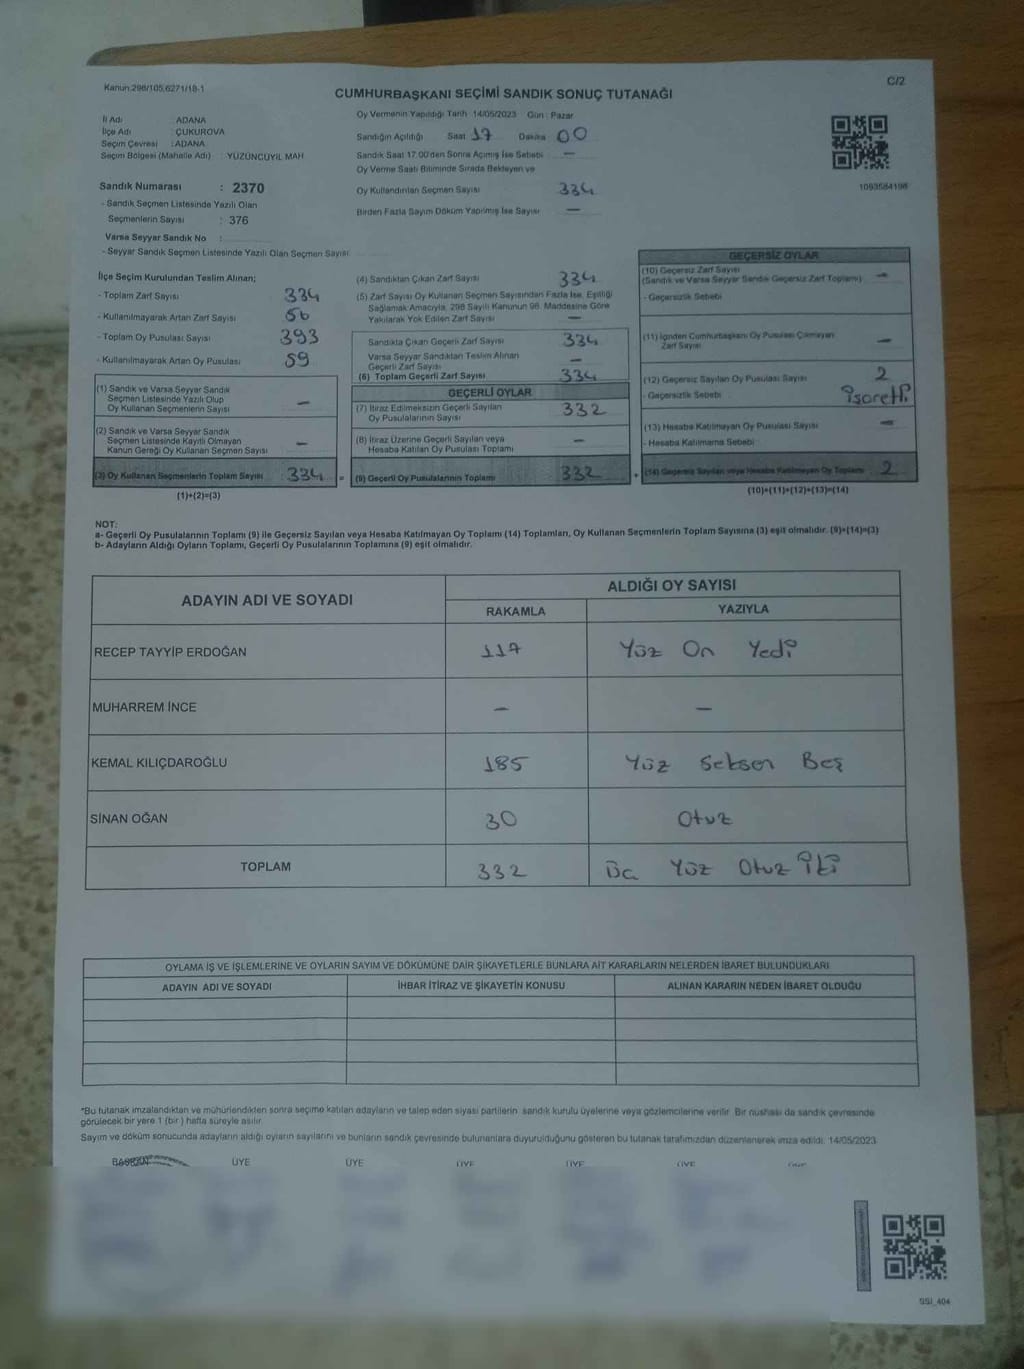 Kanun:298/105,6271/18-1
C/2
CUMHURBAŞKANI SEÇİMİ SANDIK SONUÇ TUTANAĞI
İl Adı : ADANA
İlçe Adı : ÇUKUROVA
Seçim Çevresi : ADANA
Seçim Bölgesi (Mahalle Adı) : YÜZÜNCÜYIL MAH
Sandık Numarası : 2370
- Sandık Seçmen Listesinde Yazılı Olan
Seçmenlerin Sayısı : 376
Varsa Seyyar Sandık No :
- Seyyar Sandık Seçmen Listesinde Yazılı Olan Seçmen Sayısı
Oy Vermenin Yapıldığı Tarih 14/05/2023 Gün : Pazar
Sandığın Açıldığı Saat 17 Dakika 00
Sandık Saat 17.00'den Sonra Açımış İse Sebebi —
Oy Verme Saati Bitiminde Sırada Bekleyen ve
Oy Kullandırılan Seçmen Sayısı 334
Birden Fazla Sayım Döküm Yapılmış İse Sayısı —
1093584196
İlçe Seçim Kurulundan Teslim Alınan;
- Toplam Zarf Sayısı 334
- Kullanılmayarak Artan Zarf Sayısı 56
- Toplam Oy Pusulası Sayısı 393
- Kullanılmayarak Artan Oy Pusulası 59
(1) Sandık ve Varsa Seyyar Sandık
Seçmen Listesinde Yazılı Olup
Oy Kullanan Seçmenlerin Sayısı —
(2) Sandık ve Varsa Seyyar Sandık
Seçmen Listesinde Kayıtlı Olmayan
Kanun Gereği Oy Kullanan Seçmen Sayısı —
(3) Oy Kullanan Seçmenlerin Toplam Sayısı 334 =
(1)+(2)=(3)
(4) Sandıktan Çıkan Zarf Sayısı 334
(5) Zarf Sayısı Oy Kullanan Seçmen Sayısından Fazla İse, Eşitliği
Sağlamak Amacıyla, 298 Sayılı Kanunun 98. Maddesine Göre
Yakılarak Yok Edilen Zarf Sayısı —
Sandıkta Çıkan Geçerli Zarf Sayısı 334
Varsa Seyyar Sandıktan Teslim Alınan
Geçerli Zarf Sayısı —
(6) Toplam Geçerli Zarf Sayısı 334
GEÇERLİ OYLAR
(7) İtiraz Edilmeksizin Geçerli Sayılan
Oy Pusulalarının Sayısı 332
(8) İtiraz Üzerine Geçerli Sayılan veya
Hesaba Katılan Oy Pusulası Toplamı —
(9) Geçerli Oy Pusulalarının Toplamı 332 +
GEÇERSİZ OYLAR
(10) Geçersiz Zarf Sayısı
(Sandık ve Varsa Seyyar Sandık Geçersiz Zarf Toplamı) —
- Geçersizlik Sebebi
(11) İçinden Cumhurbaşkanı Oy Pusulası Çıkmayan
Zarf Sayısı —
(12) Geçersiz Sayılan Oy Pusulası Sayısı 2
- Geçersizlik Sebebi işaretli
(13) Hesaba Katılmayan Oy Pusulası Sayısı —
- Hesaba Katılmama Sebebi
(14) Geçersiz Sayılan veya Hesaba Katılmayan Oy Toplamı 2
(10)+(11)+(12)+(13)=(14)
NOT:
a- Geçerli Oy Pusulalarının Toplamı (9) ile Geçersiz Sayılan veya Hesaba Katılmayan Oy Toplamı (14) Toplamları, Oy Kullanan Seçmenlerin Toplam Sayısına (3) eşit olmalıdır. (9)+(14)=(3)
b- Adayların Aldığı Oyların Toplamı, Geçerli Oy Pusulalarının Toplamına (9) eşit olmalıdır.
ADAYIN ADI VE SOYADI
ALDIĞI OY SAYISI
RAKAMLA YAZIYLA
RECEP TAYYİP ERDOĞAN 117 Yüz On Yedi
MUHARREM İNCE — —
KEMAL KILIÇDAROĞLU 185 Yüz Seksen Beş
SİNAN OĞAN 30 Otuz
TOPLAM 332 Üç Yüz Otuz İki
OYLAMA İŞ VE İŞLEMLERİNE VE OYLARIN SAYIM VE DÖKÜMÜNE DAİR ŞİKAYETLERLE BUNLARA AİT KARARLARIN NELERDEN İBARET BULUNDUKLARI
ADAYIN ADI VE SOYADI İHBAR İTİRAZ VE ŞİKAYETİN KONUSU ALINAN KARARIN NEDEN İBARET OLDUĞU
*Bu tutanak imzalandıktan ve mühürlendikten sonra seçime katılan adayların ve talep eden siyasi partilerin sandık kurulu üyelerine veya gözlemcilerine verilir. Bir nüshası da sandık çevresinde
görülecek bir yere 1 (bir ) hafta süreyle asılır.
Sayım ve döküm sonucunda adayların aldığı oyların sayılarını ve bunların sandık çevresinde bulunanlara duyurulduğunu gösteren bu tutanak tarafımızdan düzenlenerek imza edildi. 14/05/2023
BAŞKAN ÜYE ÜYE ÜYE ÜYE ÜYE
GSI_404